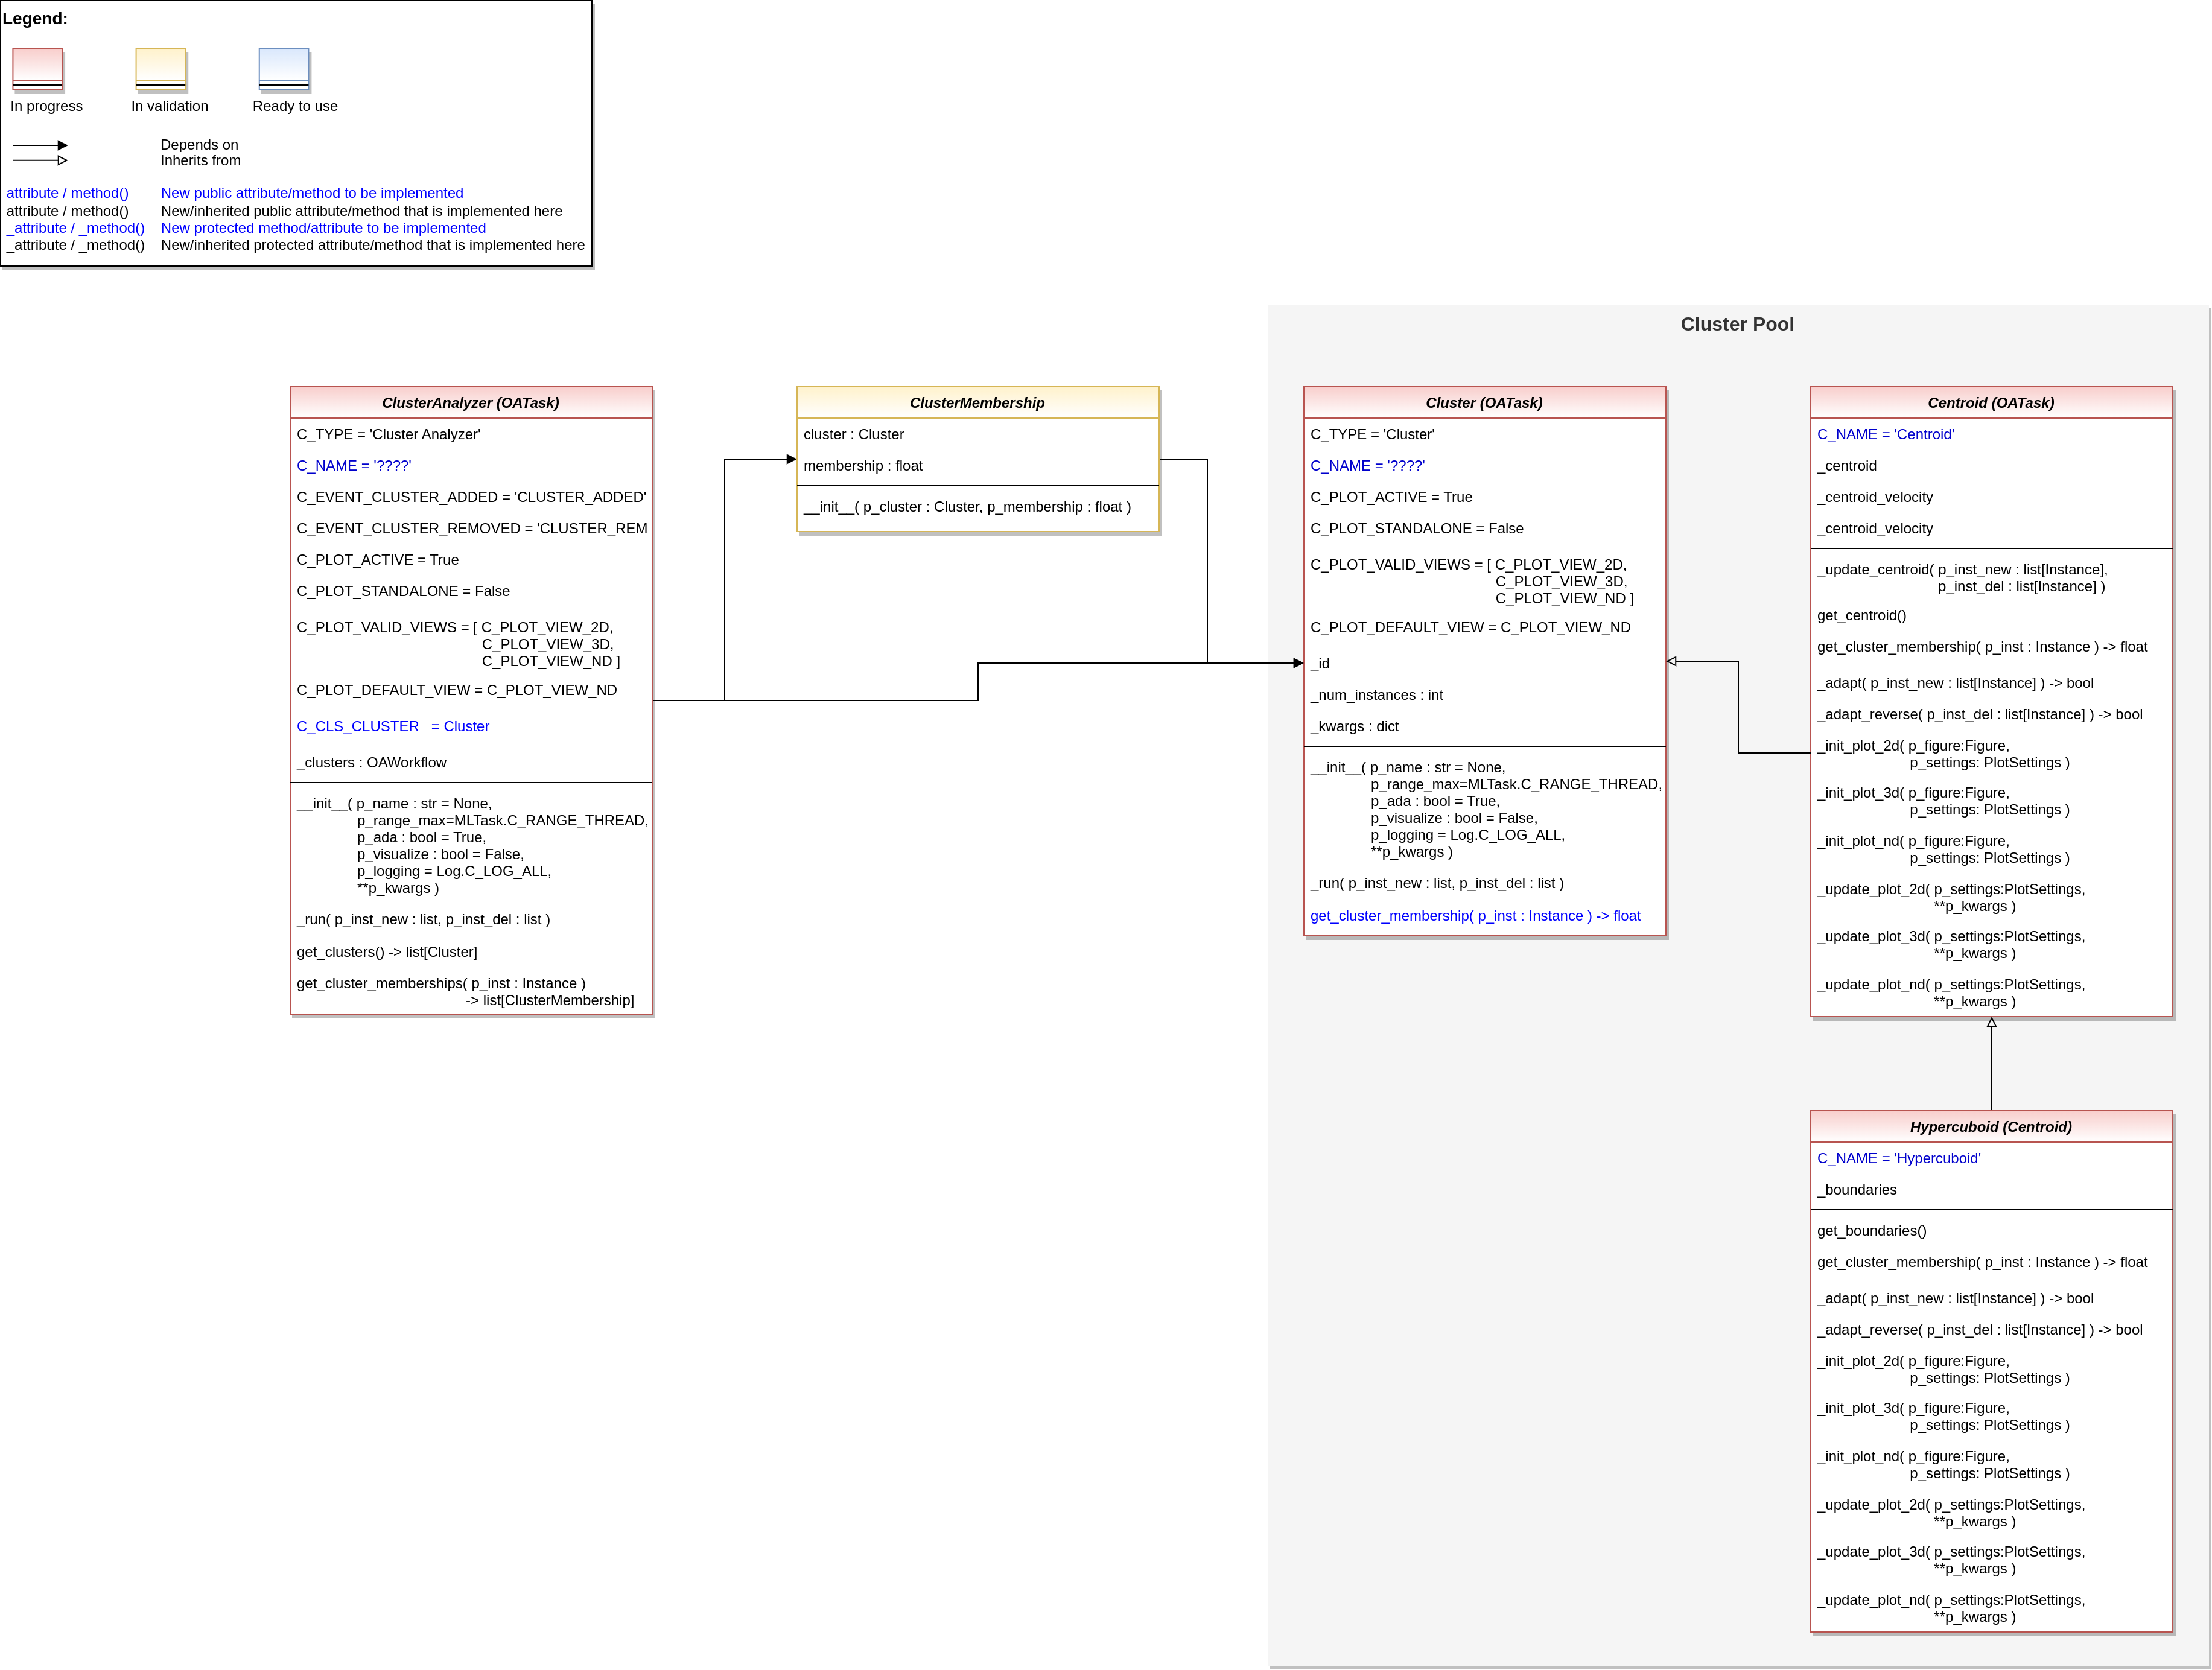 Legend:
In progress
In validation
Ready to use
Depends on
Inherits from
attribute / method() New public attribute/method to be implemented
attribute / method() New/inherited public attribute/method that is implemented here
_attribute / _method() New protected method/attribute to be implemented
_attribute / _method() New/inherited protected attribute/method that is implemented here
ClusterAnalyzer (OATask)
C_TYPE = 'Cluster Analyzer'
C_NAME = '????'
C_EVENT_CLUSTER_ADDED = 'CLUSTER_ADDED'
C_EVENT_CLUSTER_REMOVED = 'CLUSTER_REM
C_PLOT_ACTIVE = True
C_PLOT_STANDALONE = False
C_PLOT_VALID_VIEWS = [ C_PLOT_VIEW_2D,
C_PLOT_VIEW_3D,
C_PLOT_VIEW_ND ]
C_PLOT_DEFAULT_VIEW = C_PLOT_VIEW_ND
C_CLS_CLUSTER = Cluster
_clusters : OAWorkflow
__init__( p_name : str = None,
p_range_max=MLTask.C_RANGE_THREAD,
p_ada : bool = True,
p_visualize : bool = False,
p_logging = Log.C_LOG_ALL,
**p_kwargs )
_run( p_inst_new : list, p_inst_del : list )
get_clusters() -> list[Cluster]
get_cluster_memberships( p_inst : Instance )
-> list[ClusterMembership]
ClusterMembership
cluster : Cluster
membership : float
__init__( p_cluster : Cluster, p_membership : float )
Cluster Pool
Cluster (OATask)
C_TYPE = 'Cluster'
C_NAME = '????'
C_PLOT_ACTIVE = True
C_PLOT_STANDALONE = False
C_PLOT_VALID_VIEWS = [ C_PLOT_VIEW_2D,
C_PLOT_VIEW_3D,
C_PLOT_VIEW_ND ]
C_PLOT_DEFAULT_VIEW = C_PLOT_VIEW_ND
_id
_num_instances : int
_kwargs : dict
__init__( p_name : str = None,
p_range_max=MLTask.C_RANGE_THREAD,
p_ada : bool = True,
p_visualize : bool = False,
p_logging = Log.C_LOG_ALL,
**p_kwargs )
_run( p_inst_new : list, p_inst_del : list )
get_cluster_membership( p_inst : Instance ) -> float
Centroid (OATask)
C_NAME = 'Centroid'
_centroid
_centroid_velocity
_centroid_velocity
_update_centroid( p_inst_new : list[Instance],
p_inst_del : list[Instance] )
get_centroid()
get_cluster_membership( p_inst : Instance ) -> float
_adapt( p_inst_new : list[Instance] ) -> bool
_adapt_reverse( p_inst_del : list[Instance] ) -> bool
_init_plot_2d( p_figure:Figure,
p_settings: PlotSettings )
_init_plot_3d( p_figure:Figure,
p_settings: PlotSettings )
_init_plot_nd( p_figure:Figure,
p_settings: PlotSettings )
_update_plot_2d( p_settings:PlotSettings,
**p_kwargs )
_update_plot_3d( p_settings:PlotSettings,
**p_kwargs )
_update_plot_nd( p_settings:PlotSettings,
**p_kwargs )
Hypercuboid (Centroid)
C_NAME = 'Hypercuboid'
_boundaries
get_boundaries()
get_cluster_membership( p_inst : Instance ) -> float
_adapt( p_inst_new : list[Instance] ) -> bool
_adapt_reverse( p_inst_del : list[Instance] ) -> bool
_init_plot_2d( p_figure:Figure,
p_settings: PlotSettings )
_init_plot_3d( p_figure:Figure,
p_settings: PlotSettings )
_init_plot_nd( p_figure:Figure,
p_settings: PlotSettings )
_update_plot_2d( p_settings:PlotSettings,
**p_kwargs )
_update_plot_3d( p_settings:PlotSettings,
**p_kwargs )
_update_plot_nd( p_settings:PlotSettings,
**p_kwargs )